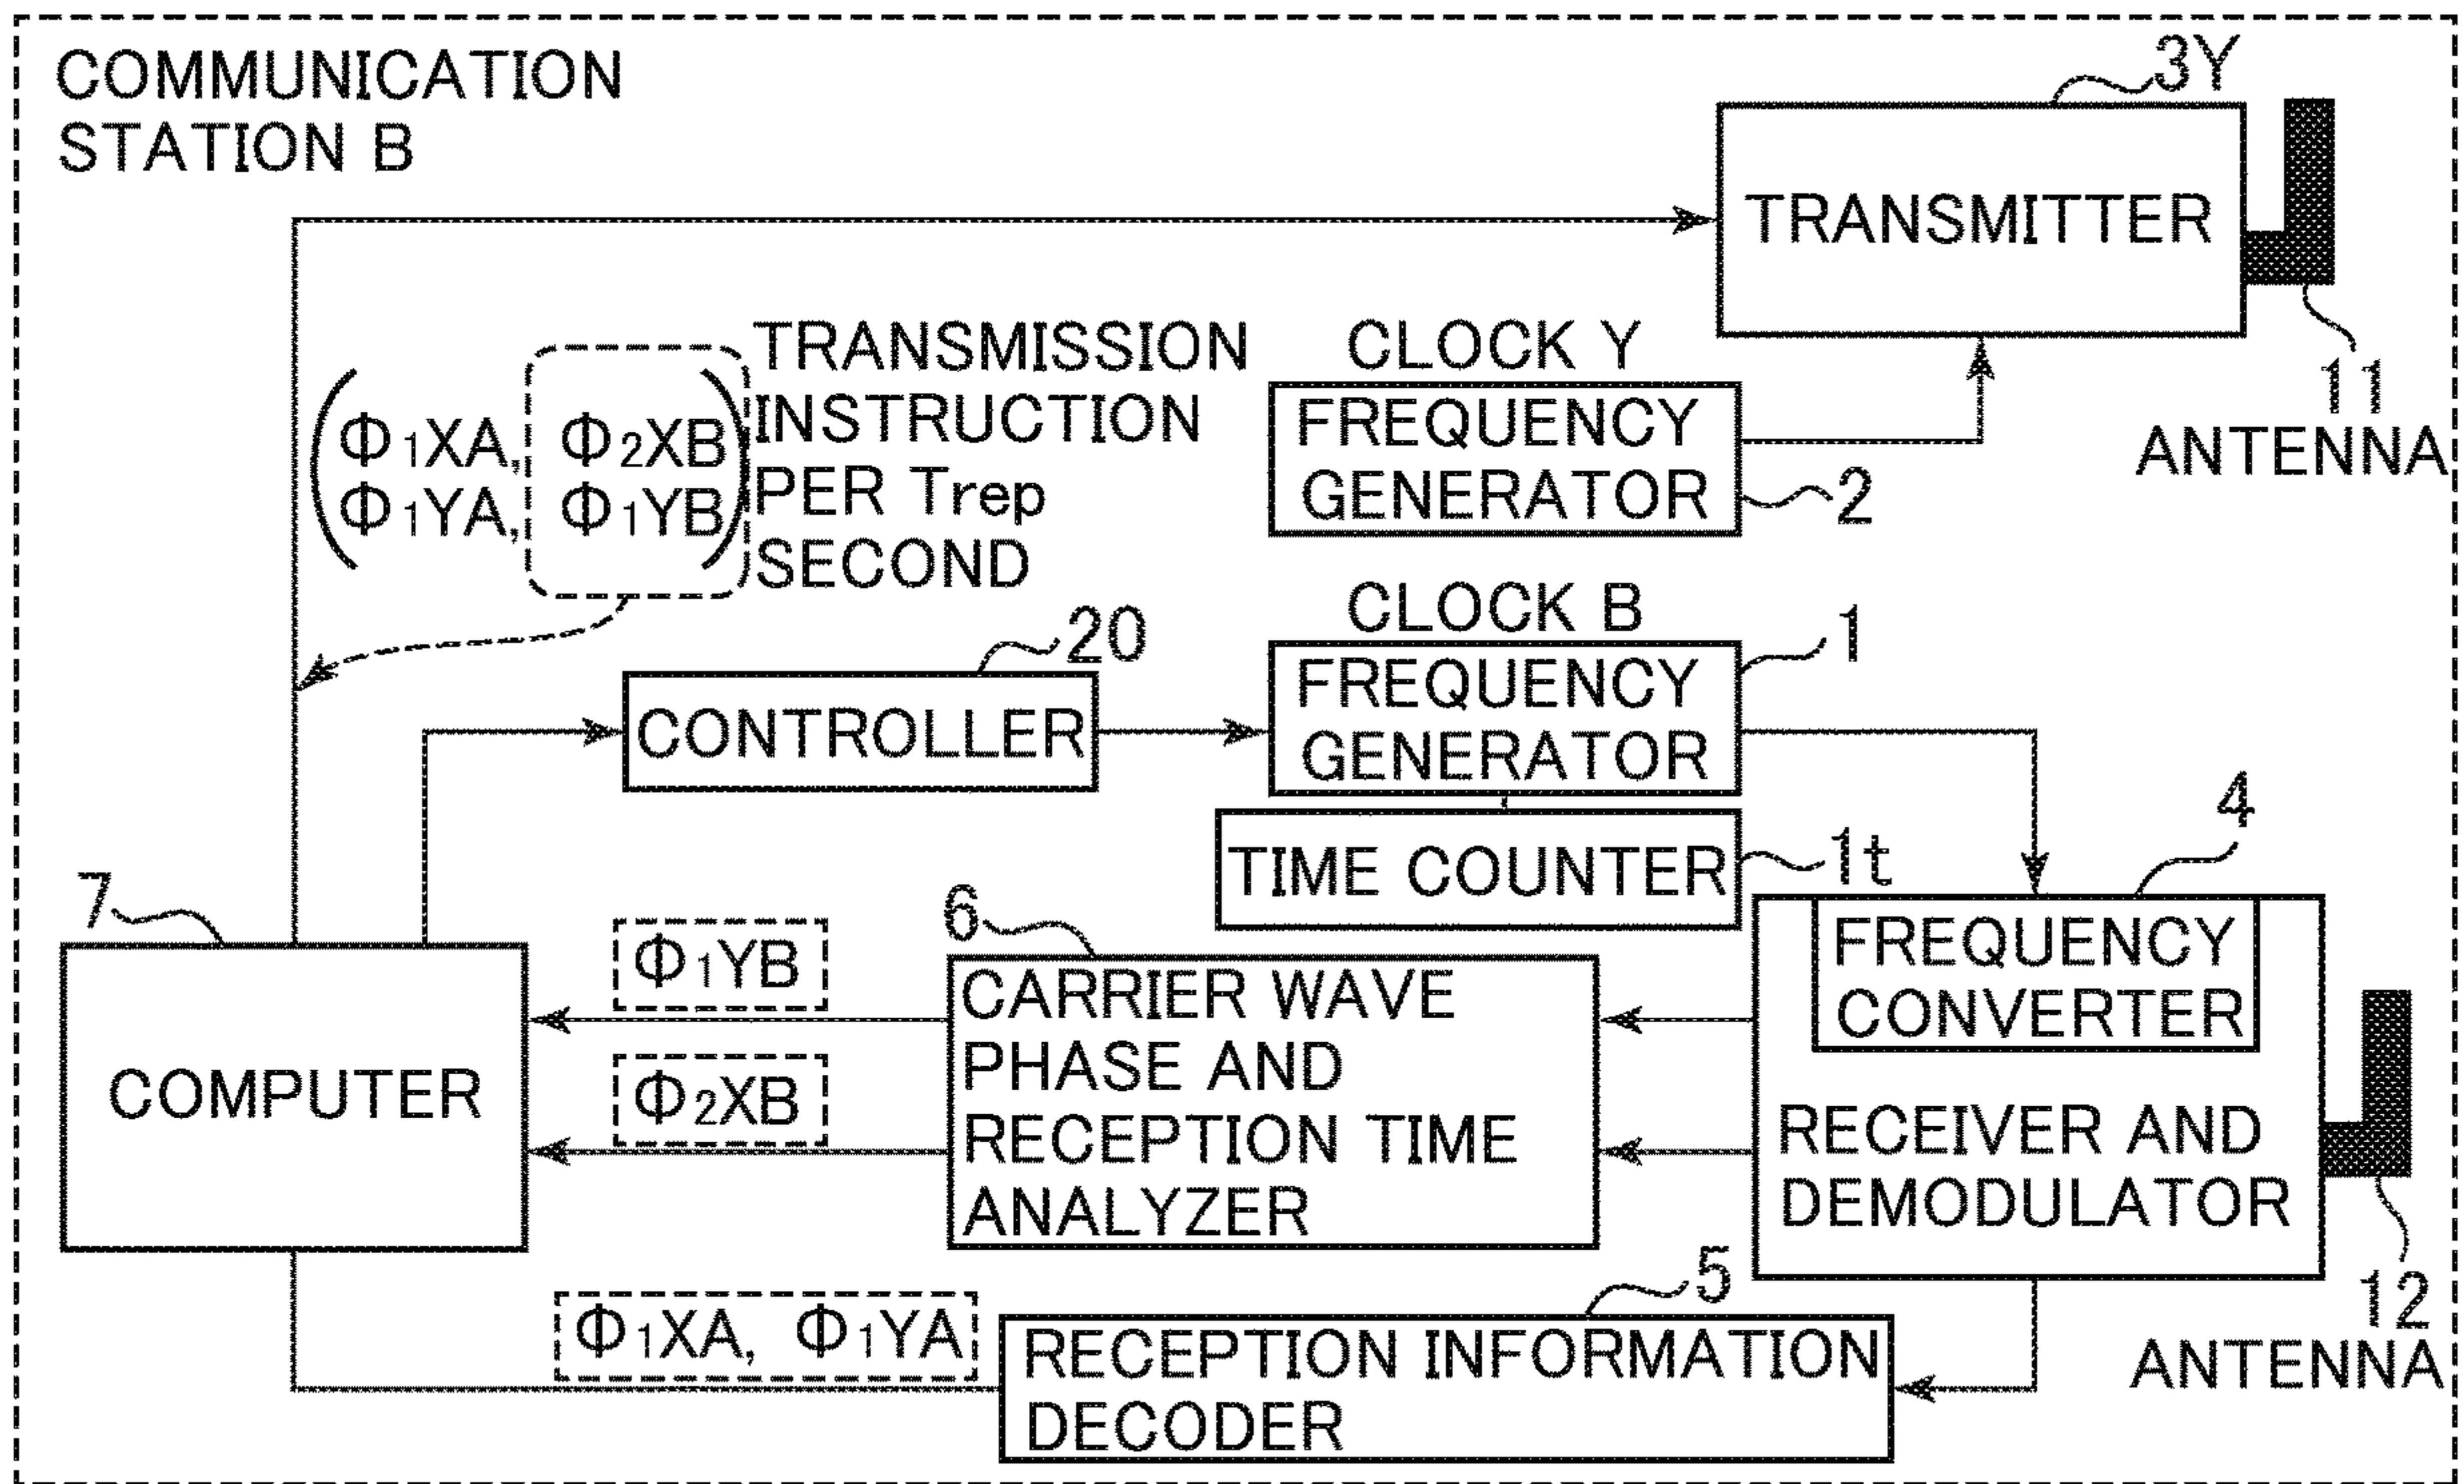 COMMUNICATION
STATION B
3Y
TRANSMITTER
11
ANTENNA
Φ1XA, Φ2XB
Φ1YA, Φ1YB
TRANSMISSION
INSTRUCTION
PER Trep
SECOND
CLOCK Y
FREQUENCY
GENERATOR
2
CLOCK B
20
CONTROLLER
FREQUENCY
GENERATOR
1
TIME COUNTER
1t
4
FREQUENCY
CONVERTER
RECEIVER AND
DEMODULATOR
12
ANTENNA
7
COMPUTER
Φ1YB
Φ2XB
6
CARRIER WAVE
PHASE AND
RECEPTION TIME
ANALYZER
Φ1XA, Φ1YA
5
RECEPTION INFORMATION
DECODER